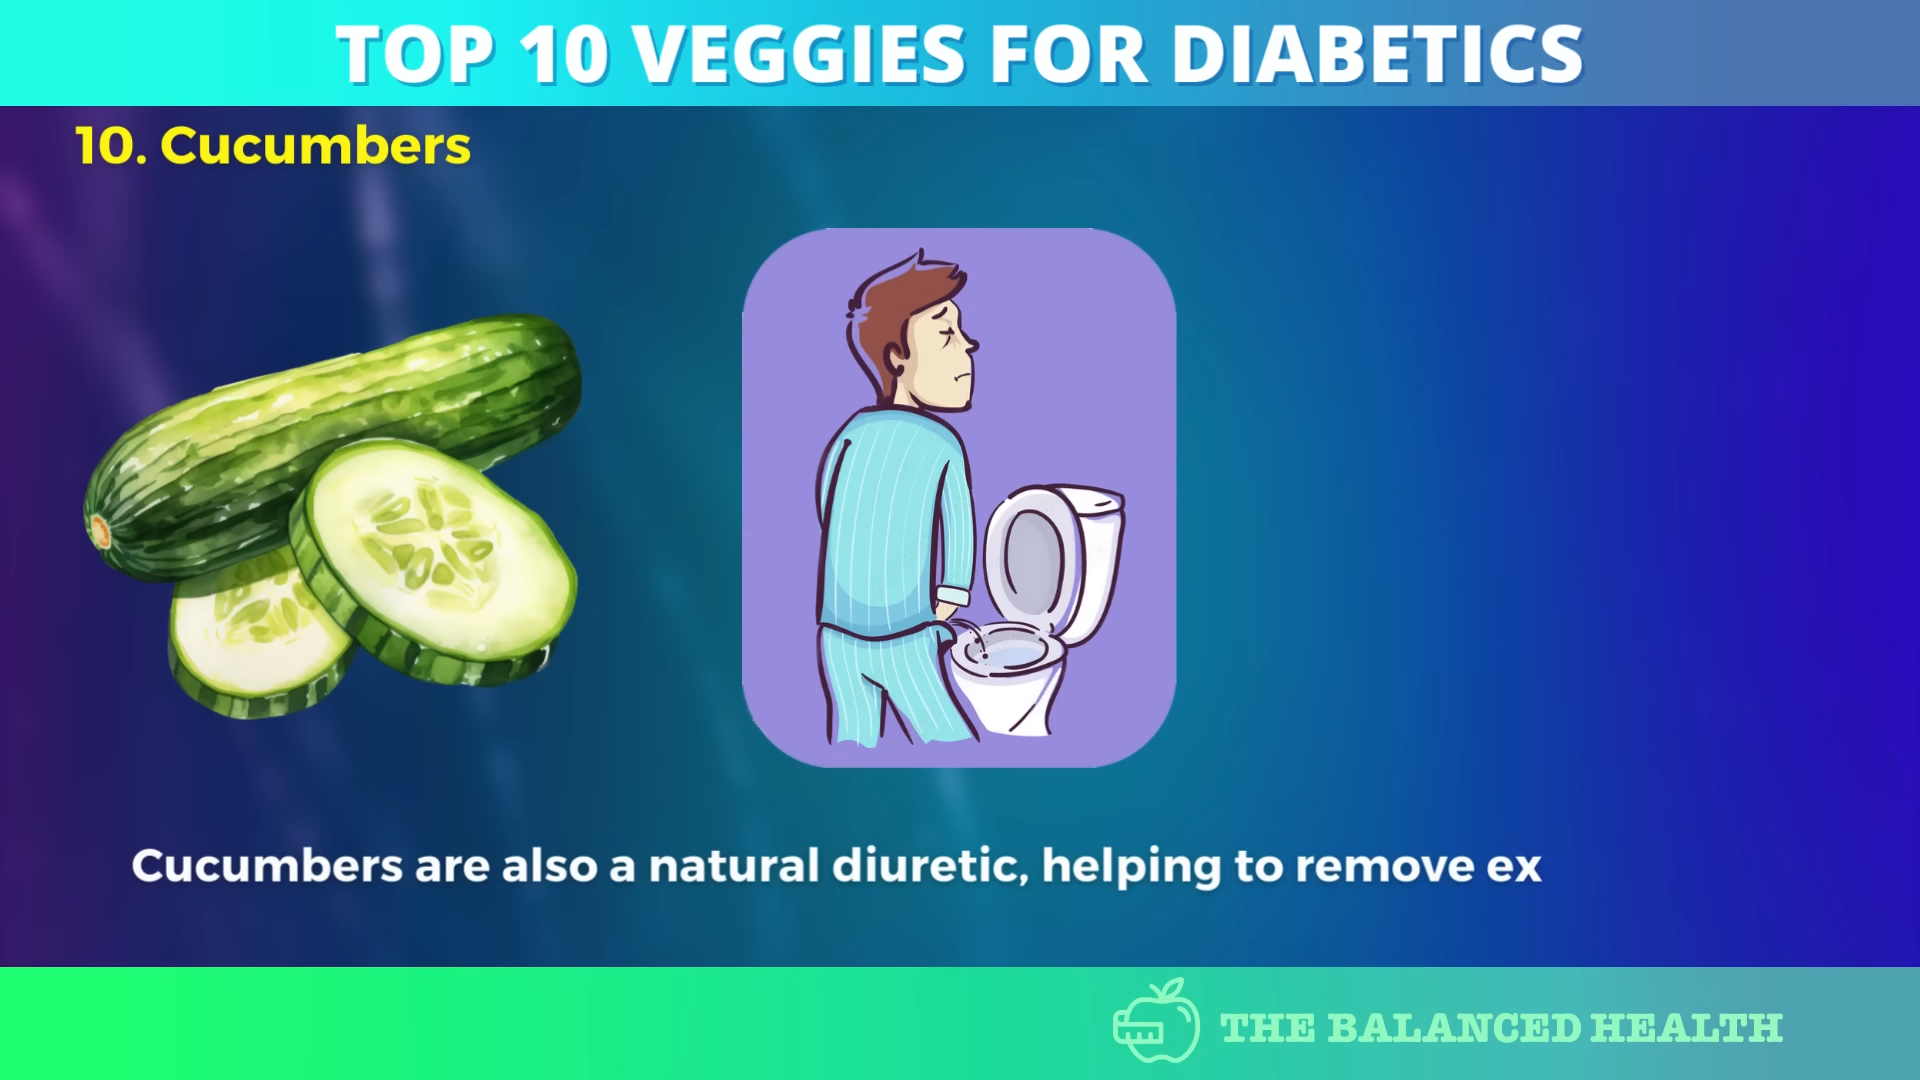 TOP 10 VEGGIES FOR DIABETICS
10. Cucumbers
Cucumbers are also a natural diuretic, helping to remove ex
THE BALANCED HEALTH